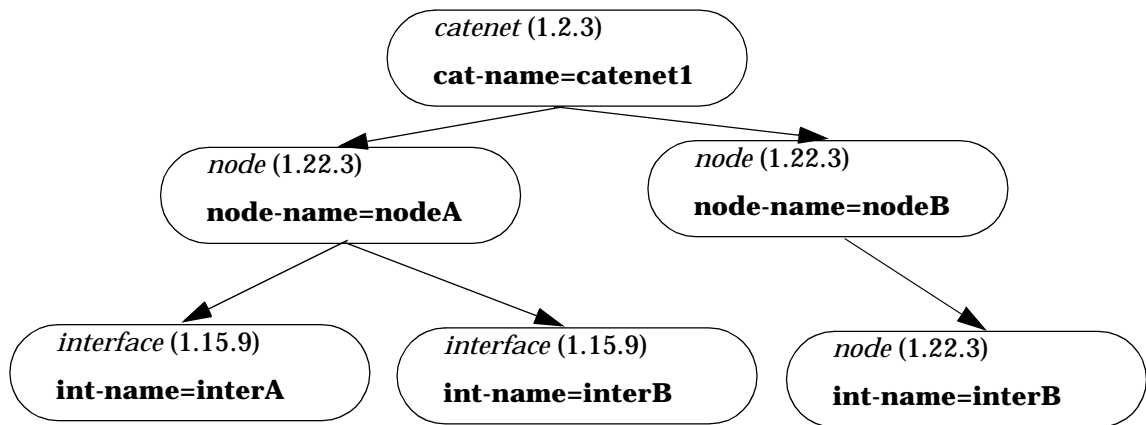 catenet (1.2.3)
cat-name=catenet1
node (1.22.3)
node-name=nodeA
node (1.22.3)
node-name=nodeB
interface (1.15.9)
int-name=interA
interface (1.15.9)
int-name=interB
node (1.22.3)
int-name=interB